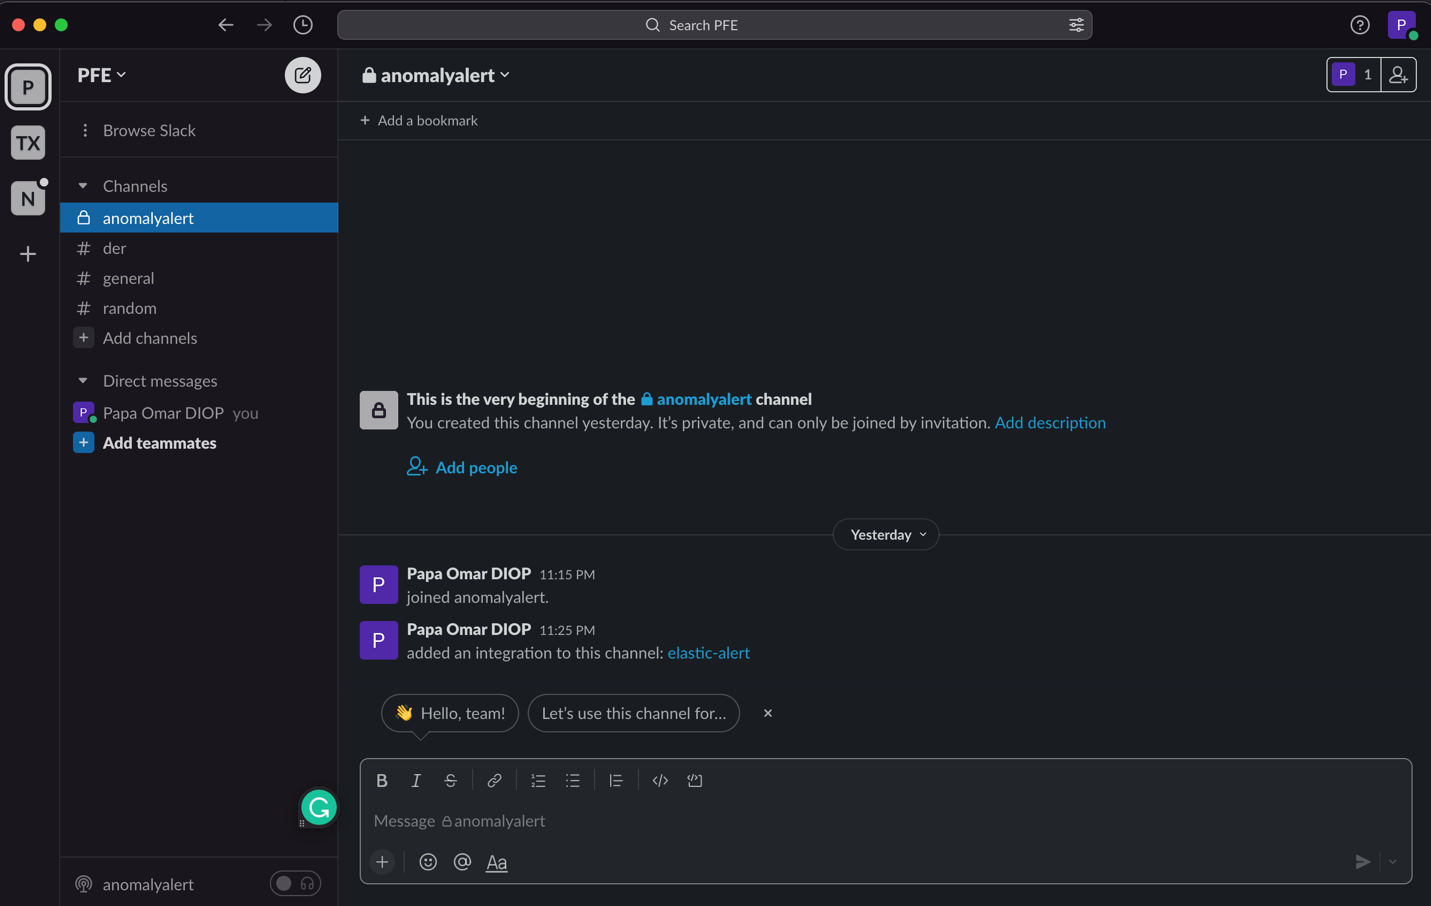 Search PFE
P
P
TX
N
PFE
Browse Slack
Channels
anomalyalert
der
general
random
Add channels
Direct messages
P Papa Omar DIOP you
Add teammates
anomalyalert
anomalyalert
P 1
Add a bookmark
This is the very beginning of the anomalyalert channel
You created this channel yesterday. It's private, and can only be joined by invitation. Add description
Add people
Yesterday
P
Papa Omar DIOP 11:15 PM
joined anomalyalert.
P
Papa Omar DIOP 11:25 PM
added an integration to this channel: elastic-alert
👋 Hello, team!
Let's use this channel for...
B I S
Message anomalyalert
@ Aa
G